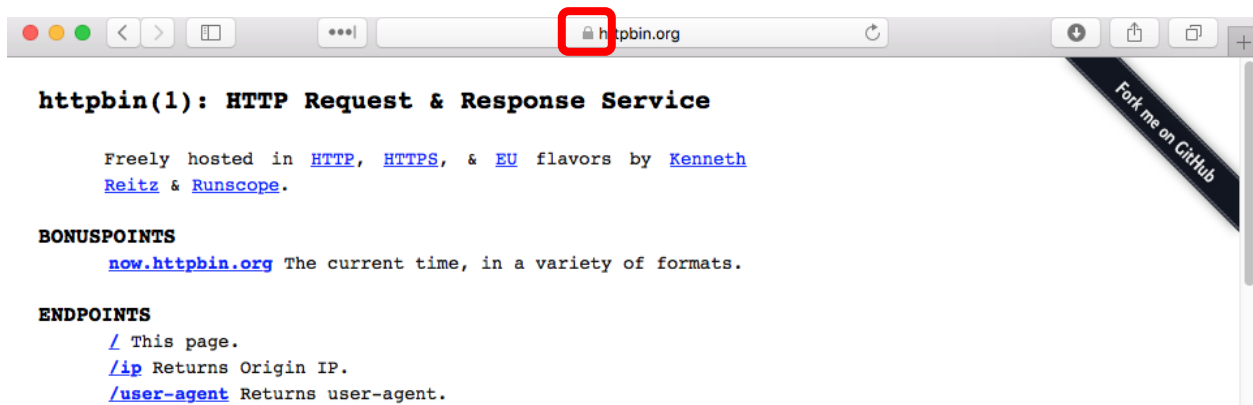 httpbin.org
Fork me on GitHub
httpbin(1): HTTP Request & Response Service
Freely hosted in HTTP, HTTPS, & EU flavors by Kenneth
Reitz & Runscope.
BONUSPOINTS
now.httpbin.org The current time, in a variety of formats.
ENDPOINTS
/ This page.
/ip Returns Origin IP.
/user-agent Returns user-agent.